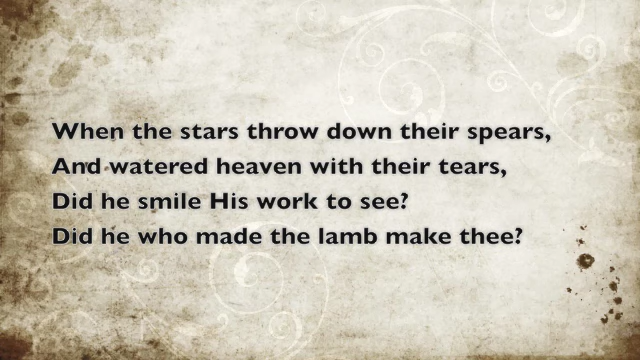 When the stars throw down their spears,
And watered heaven with their tears,
Did he smile His work to see?
Did he who made the lamb make thee?